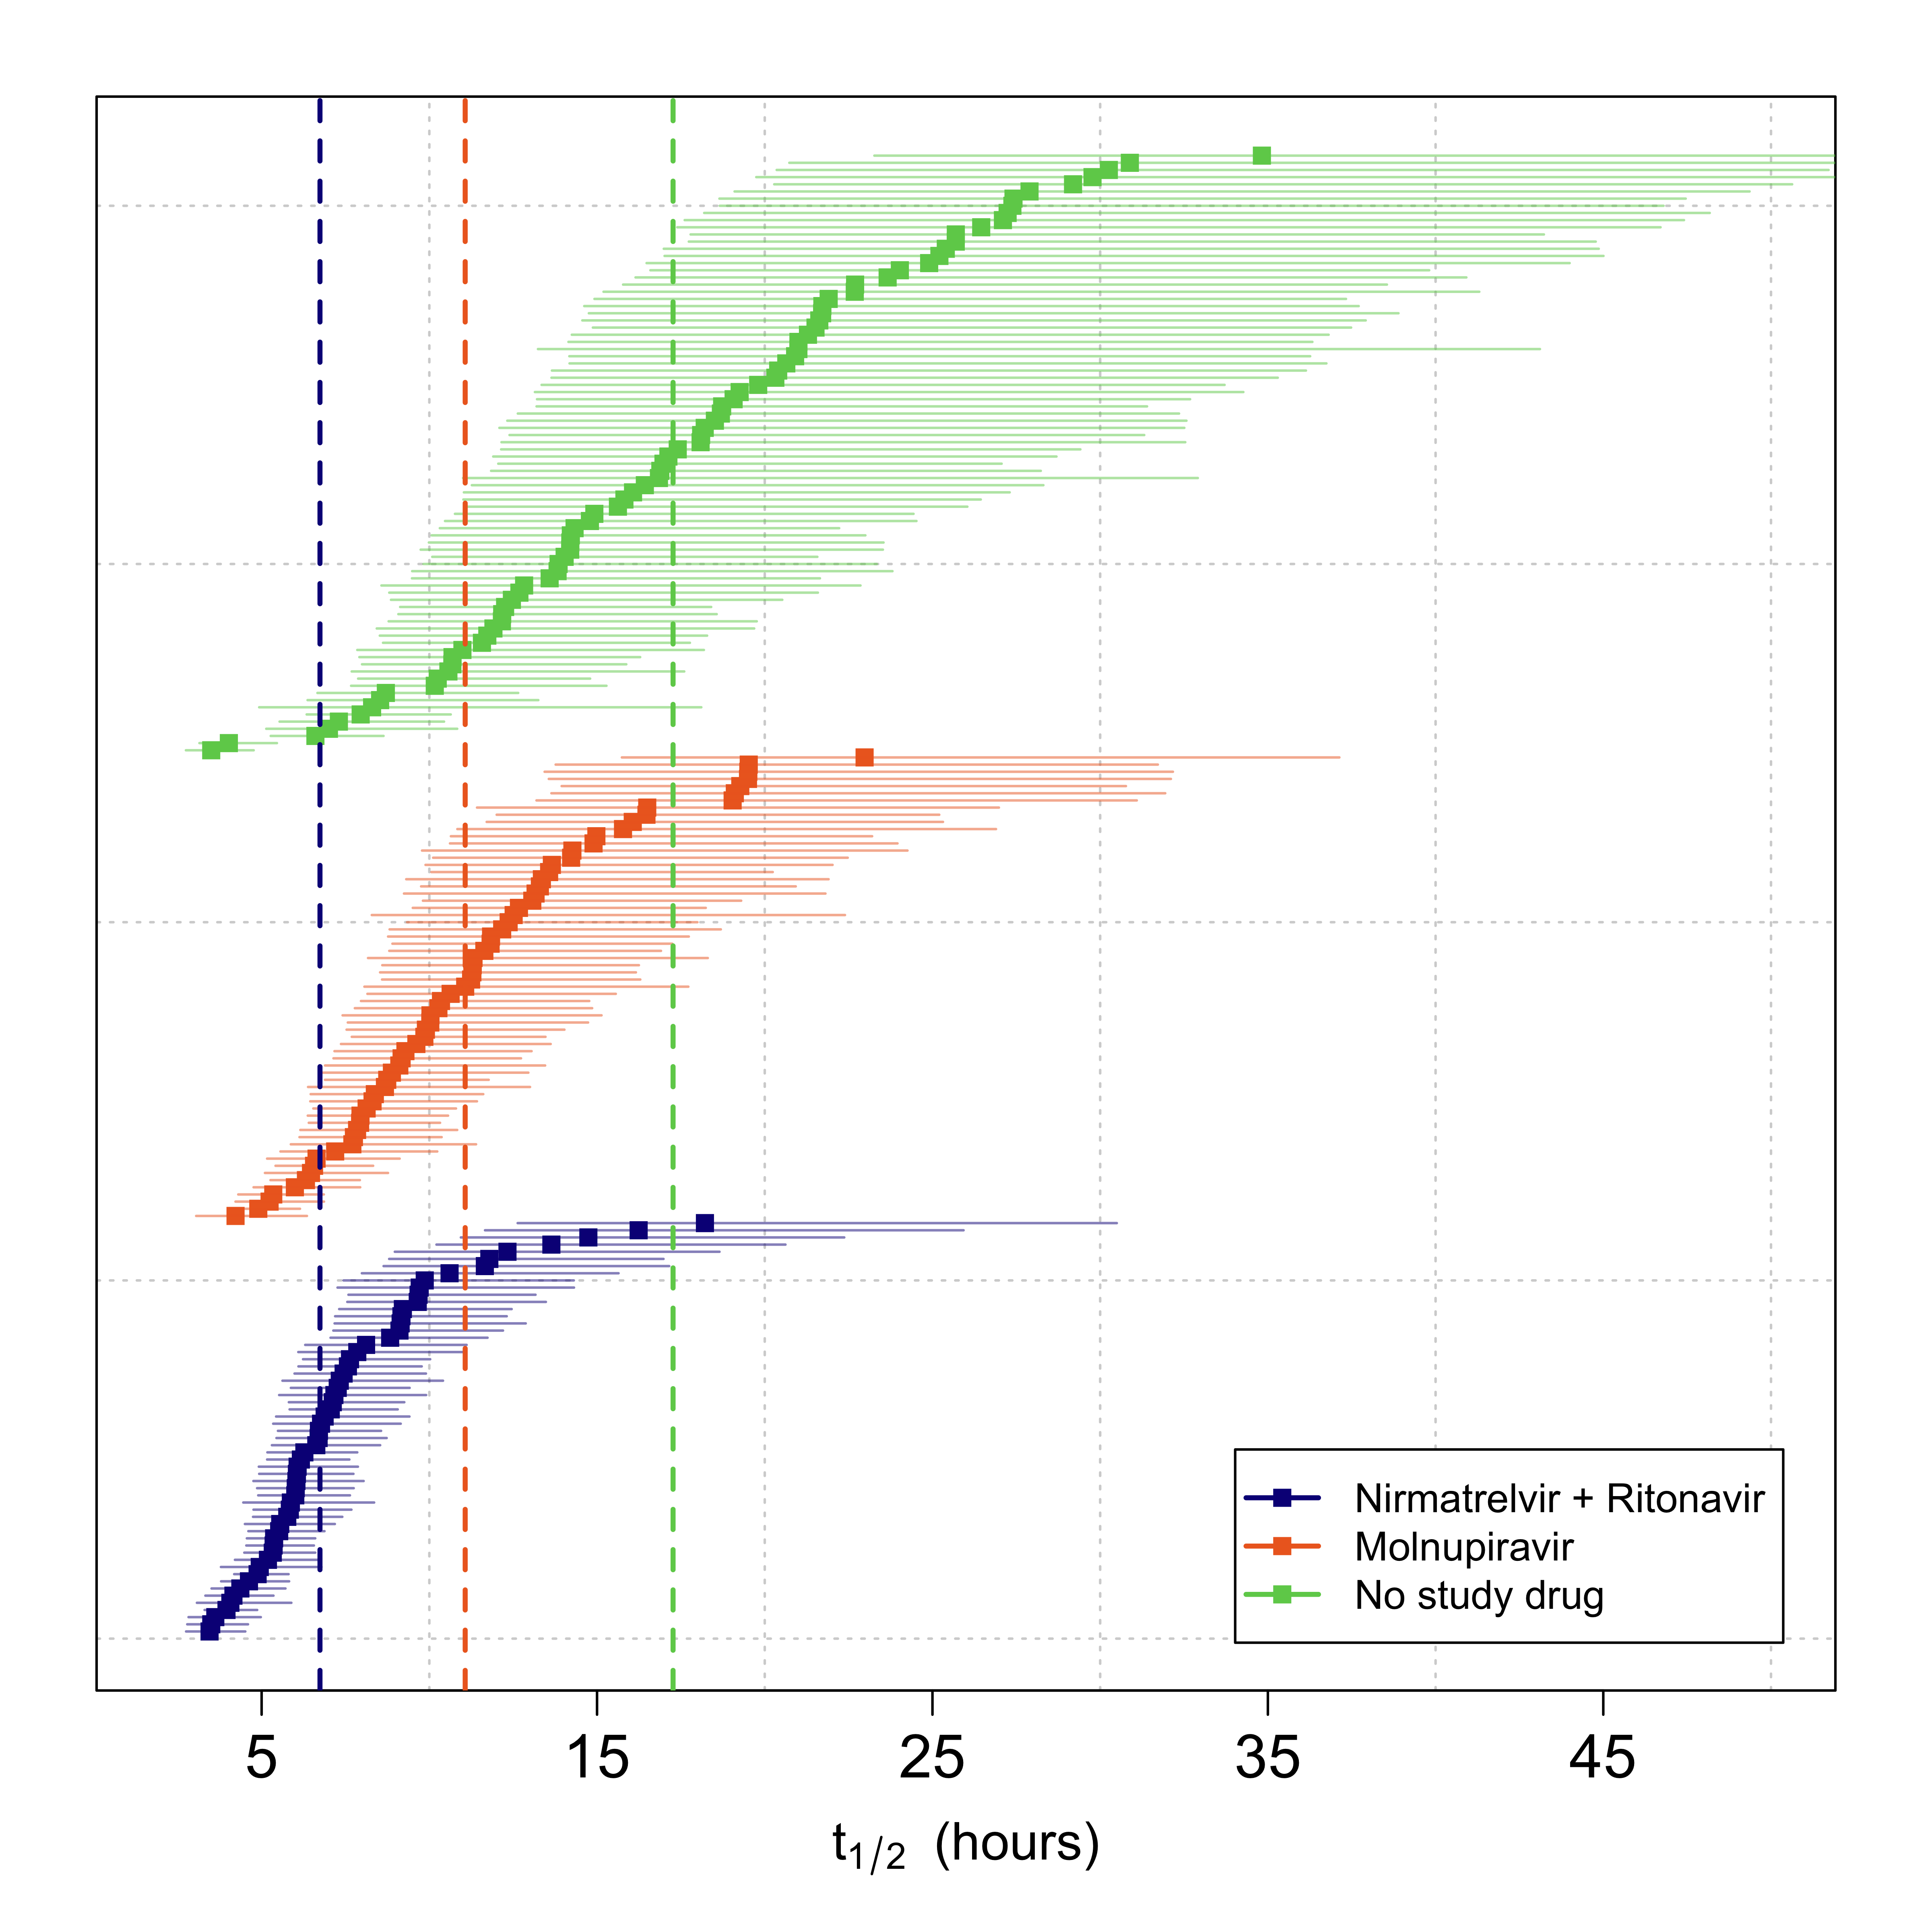 Nirmatrelvir + Ritonavir
Molnupiravir
No study drug
5 15 25 35 45
t1/2 (hours)